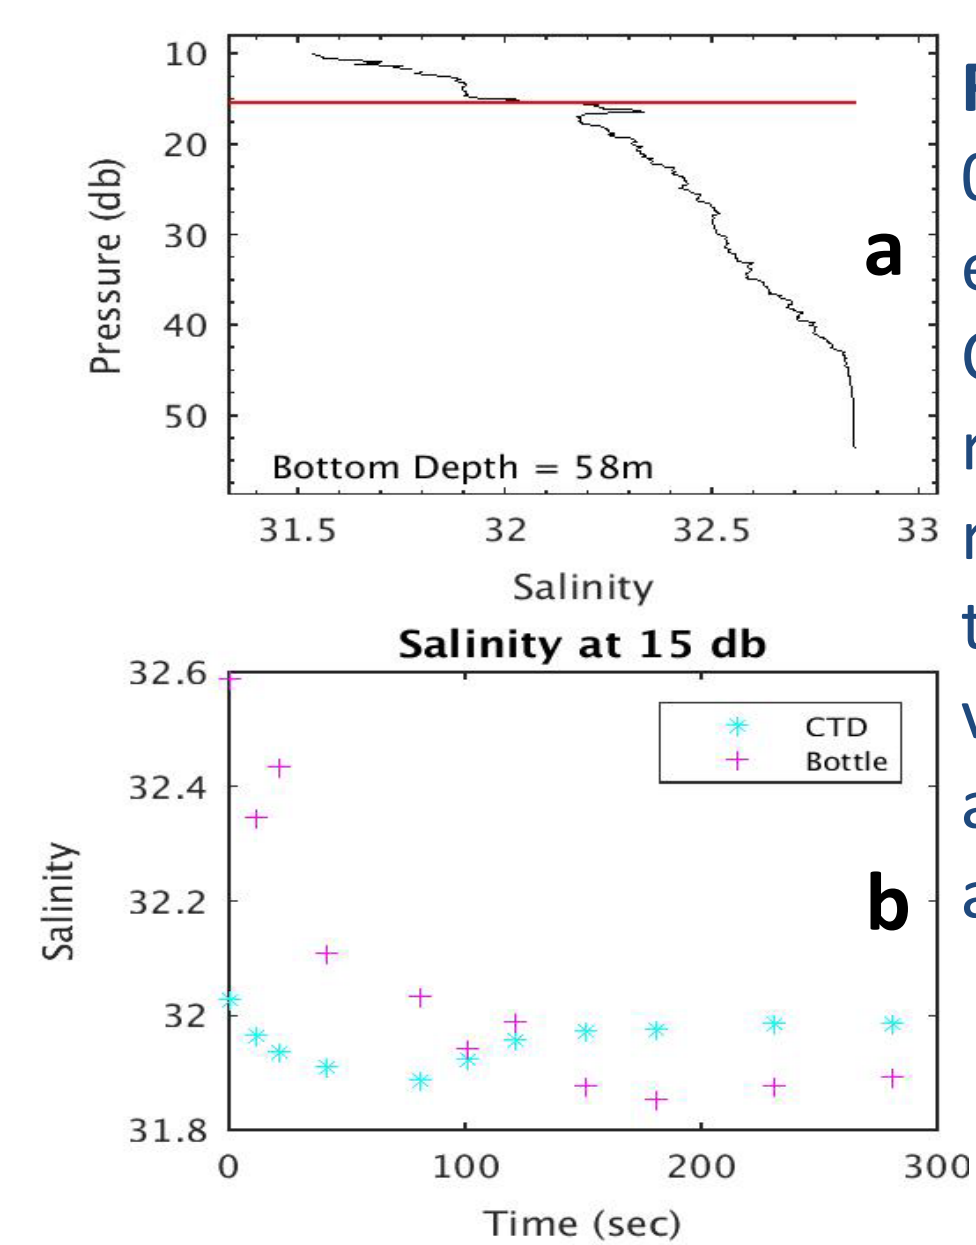 10
20
30
40
50
Pressure (db)
a
Bottom Depth = 58m
31.5 32 32.5 33
Salinity
Salinity at 15 db
32.6
32.4
32.2
32
31.8
Salinity
CTD
Bottle
b
0 100 200 300
Time (sec)